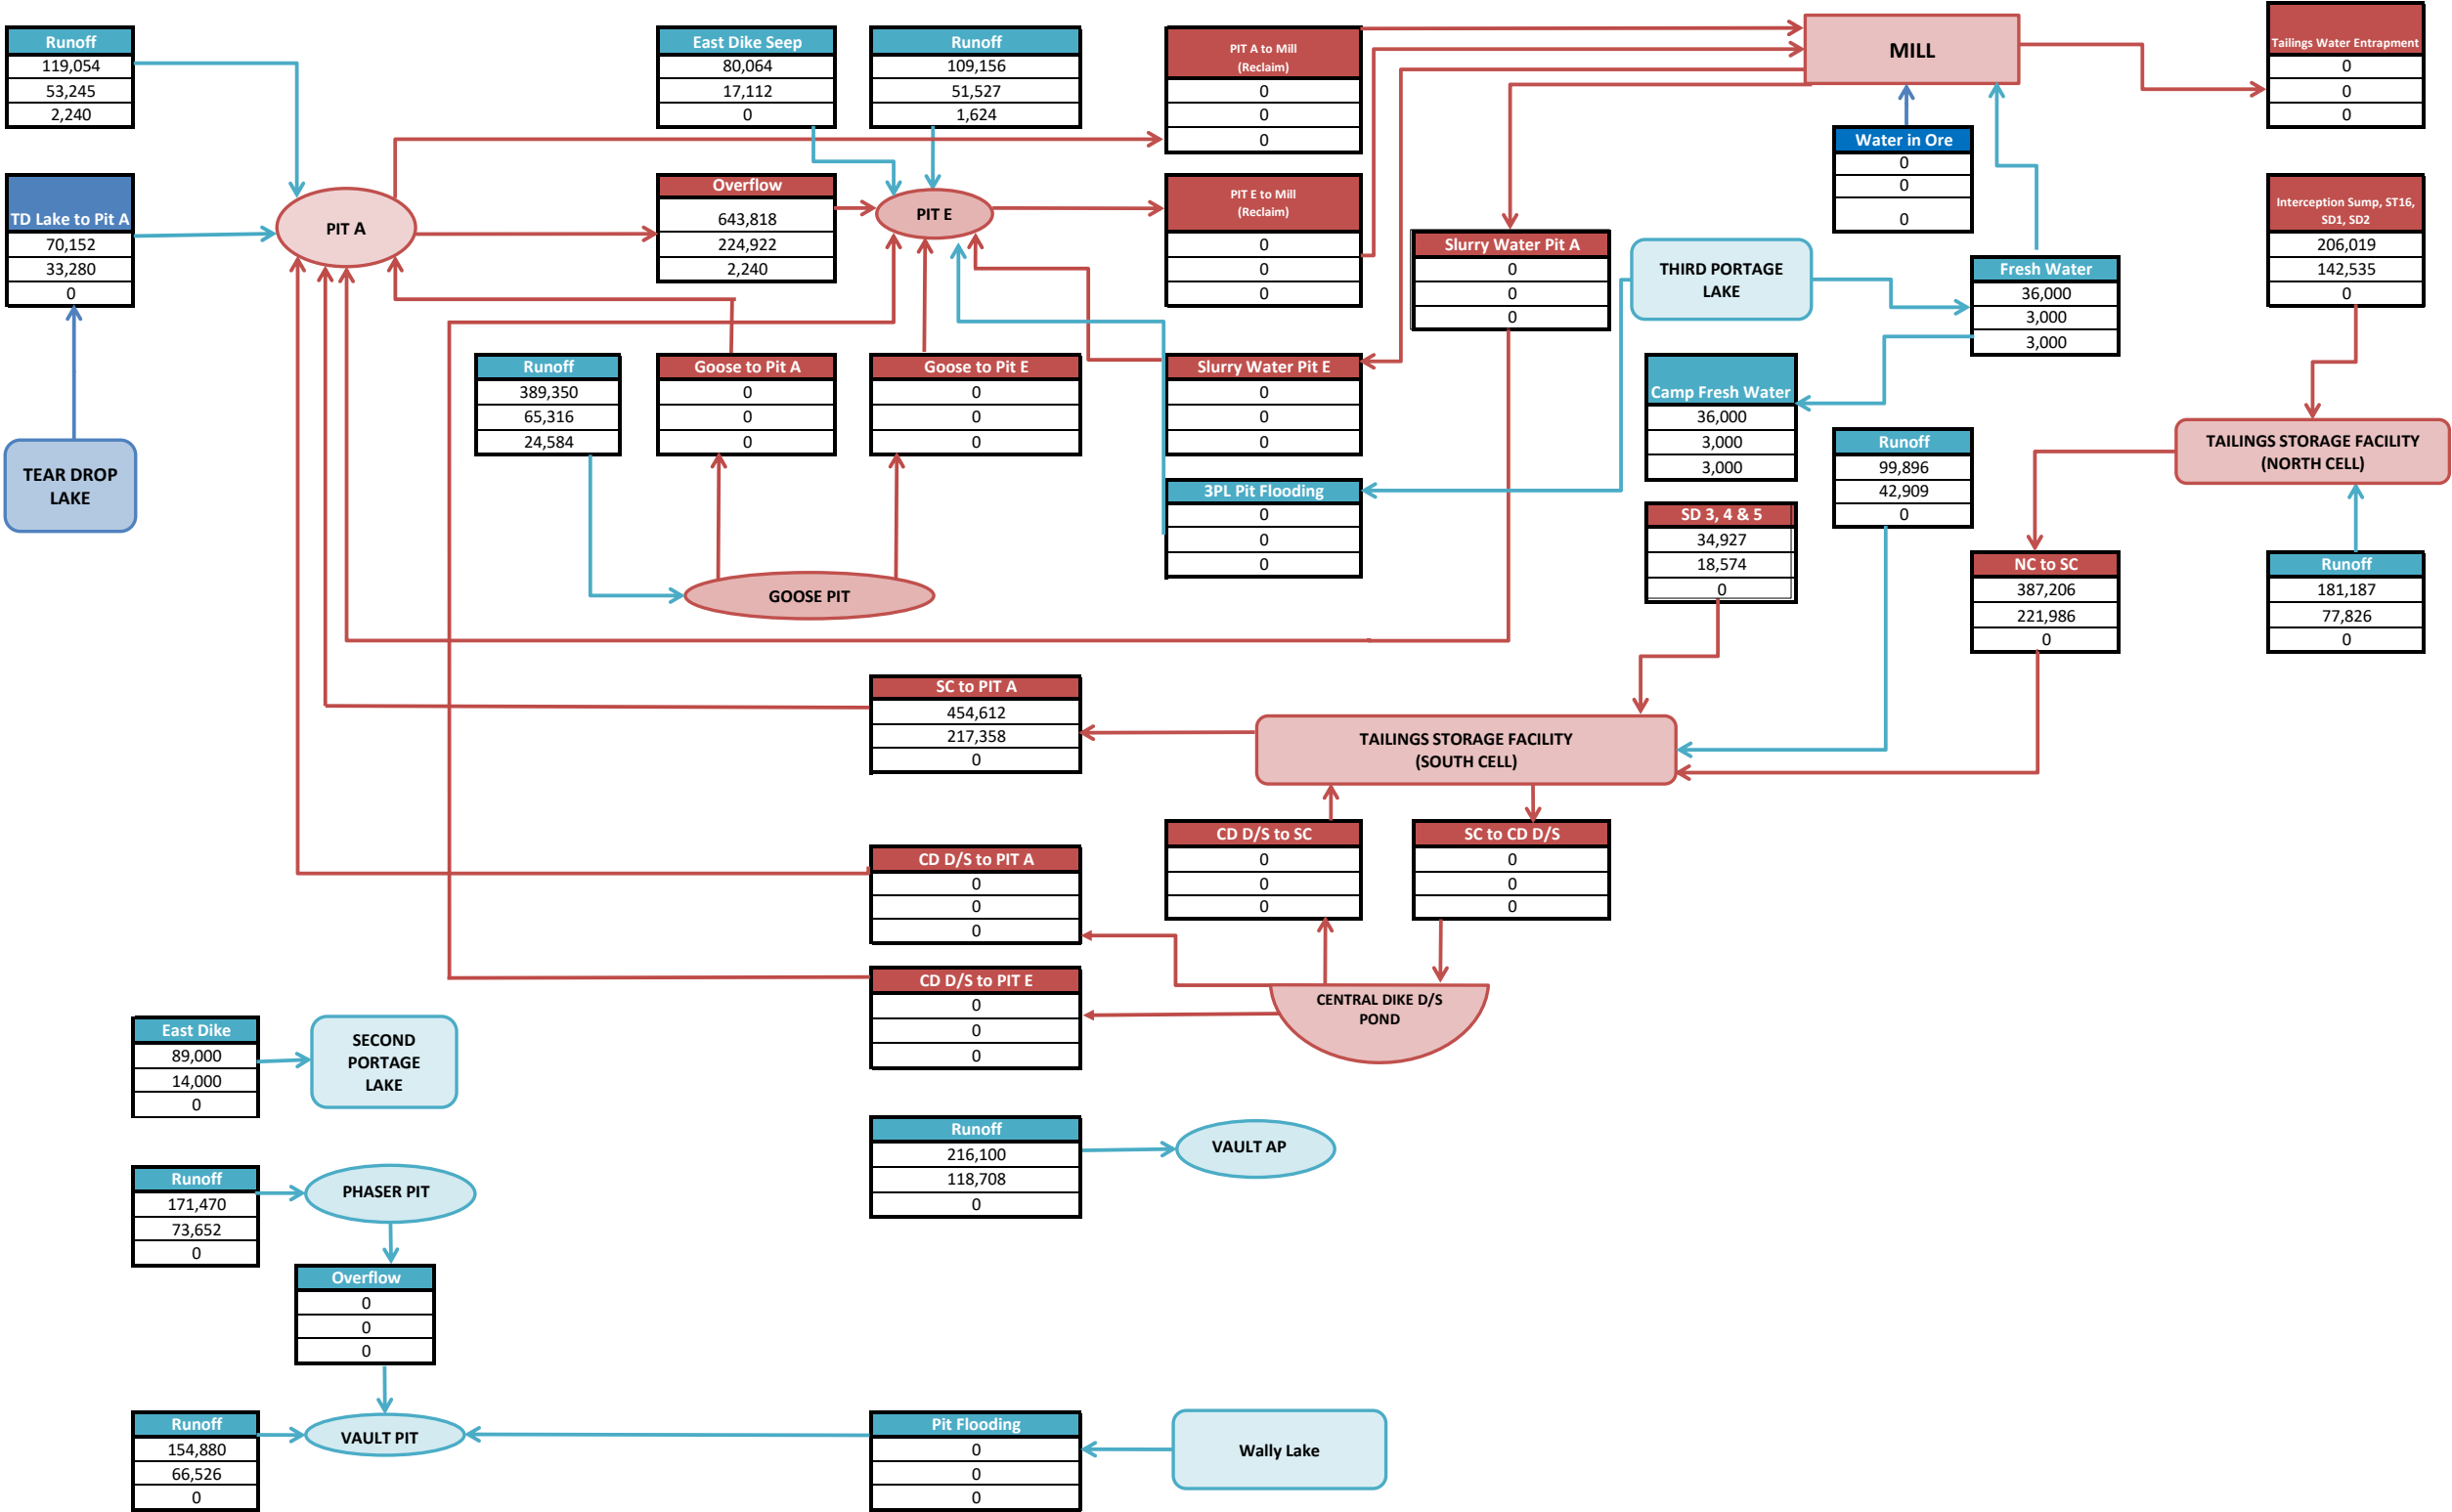 Runoff
119,054
53,245
2,240
East Dike Seep
80,064
17,112
0
Runoff
109,156
51,527
1,624
PIT A to Mill
(Reclaim)
0
0
0
MILL
Tailings Water Entrapment
0
0
0
Water in Ore
0
0
0
TD Lake to Pit A
70,152
33,280
0
PIT A
Overflow
643,818
224,922
2,240
PIT E
PIT E to Mill
(Reclaim)
0
0
0
Slurry Water Pit A
0
0
0
THIRD PORTAGE
LAKE
Fresh Water
36,000
3,000
3,000
Interception Sump, ST16,
SD1, SD2
206,019
142,535
0
Runoff
389,350
65,316
24,584
Goose to Pit A
0
0
0
Goose to Pit E
0
0
0
Slurry Water Pit E
0
0
0
Camp Fresh Water
36,000
3,000
3,000
Runoff
99,896
42,909
0
TAILINGS STORAGE FACILITY
(NORTH CELL)
TEAR DROP
LAKE
3PL Pit Flooding
0
0
0
SD 3, 4 & 5
34,927
18,574
0
NC to SC
387,206
221,986
0
Runoff
181,187
77,826
0
GOOSE PIT
SC to PIT A
454,612
217,358
0
TAILINGS STORAGE FACILITY
(SOUTH CELL)
CD D/S to PIT A
0
0
0
CD D/S to SC
0
0
0
SC to CD D/S
0
0
0
CD D/S to PIT E
0
0
0
CENTRAL DIKE D/S
POND
East Dike
89,000
14,000
0
SECOND
PORTAGE
LAKE
Runoff
216,100
118,708
0
VAULT AP
Runoff
171,470
73,652
0
PHASER PIT
Overflow
0
0
0
Runoff
154,880
66,526
0
VAULT PIT
Pit Flooding
0
0
0
Wally Lake